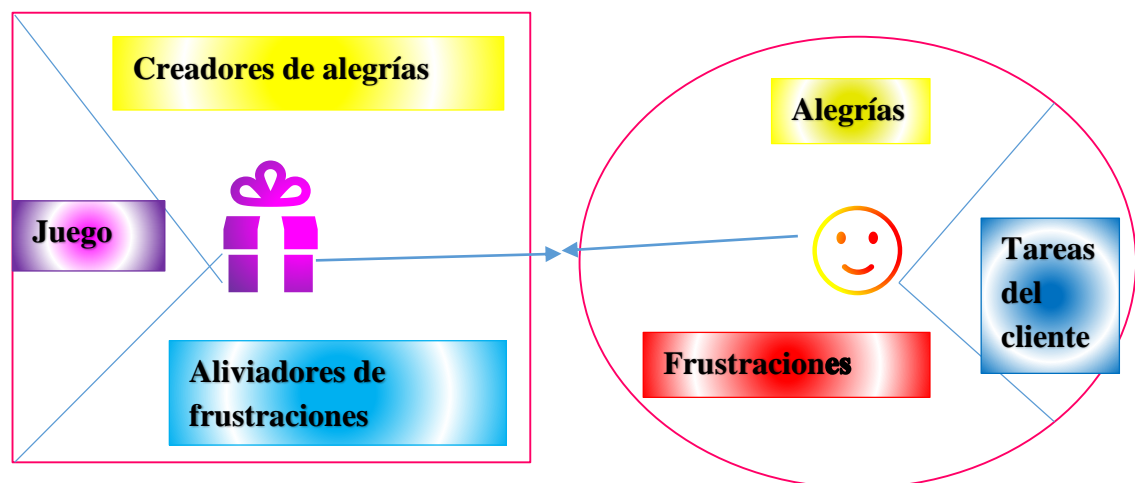 Creadores de alegrías
Juego
Aliviadores de
frustraciones
Alegrías
Frustraciones
Tareas
del
cliente